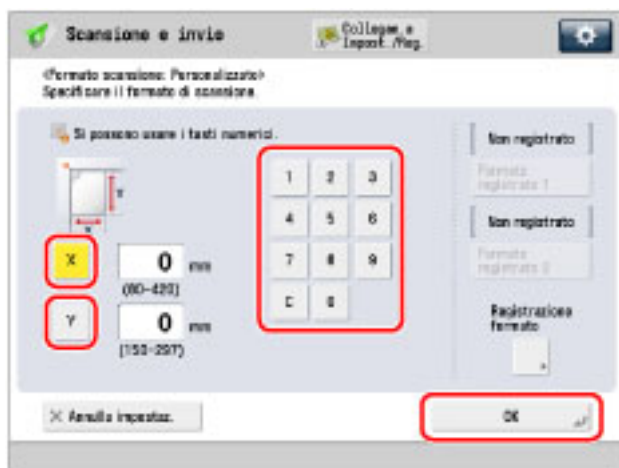 Scansione e invio
Collegam. e
Impost./Reg.
<Formato scansione: Personalizzato>
Specificare il formato di scansione.
Si possono usare i tasti numerici.
Non registrato
Formato
registrato 1
Non registrato
Formato
registrato 2
Registrazione
formato
1 2 3
4 5 6
7 8 9
C 0
Y
X
X 0 mm
Y 0 mm
(150-297)
× Annulla impostaz.
OK